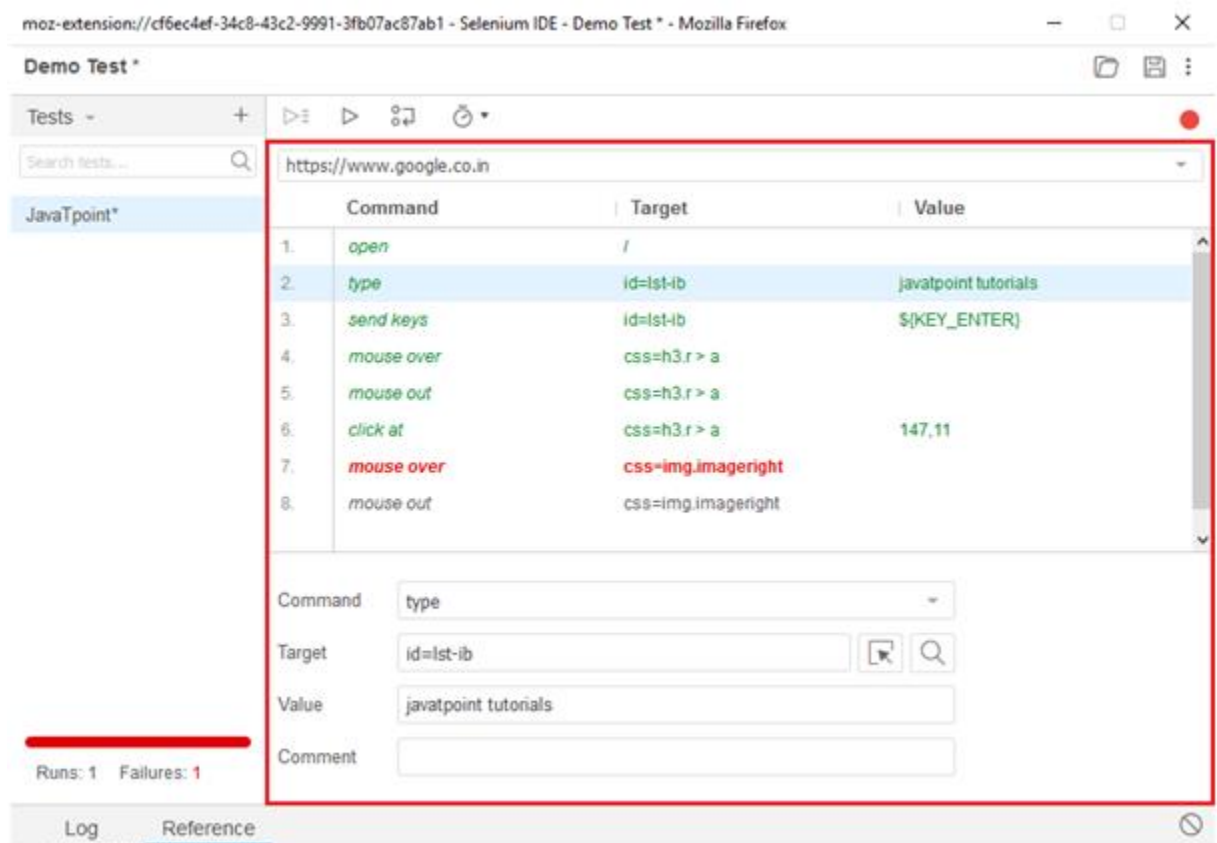 moz-extension://cf6ec4ef-34c8-43c2-9991-3fb07ac87ab1 - Selenium IDE - Demo Test * - Mozilla Firefox
Demo Test *
Tests
Search tests...
JavaTpoint*
Runs: 1 Failures: 1
https://www.google.co.in
Command Target Value
1. open /
2. type id=lst-ib javatpoint tutorials
3. send keys id=lst-ib ${KEY_ENTER}
4. mouse over css=h3.r > a
5. mouse out css=h3.r > a
6. click at css=h3.r > a 147,11
7. mouse over css=img.imageright
8. mouse out css=img.imageright
Command type
Target id=lst-ib
Value javatpoint tutorials
Comment
Log Reference